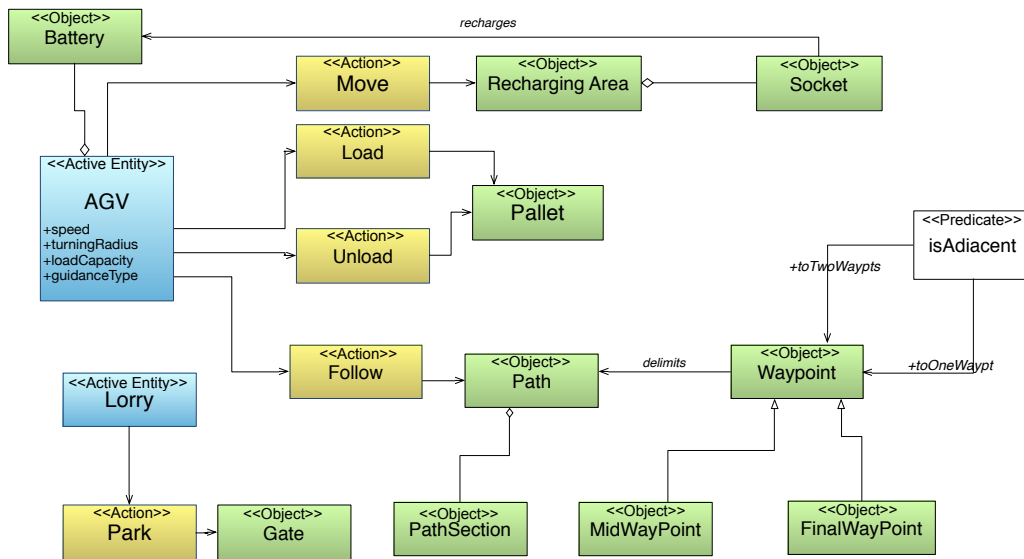 <<Object>>
Battery
recharges
<<Action>>
Move
<<Object>>
Recharging Area
<<Object>>
Socket
<<Active Entity>>
AGV
+speed
+turningRadius
+loadCapacity
+guidanceType
<<Action>>
Load
<<Object>>
Pallet
<<Action>>
Unload
<<Predicate>>
isAdiacent
+toTwoWaypts
<<Action>>
Follow
<<Object>>
Path
delimits
<<Object>>
Waypoint
+toOneWaypt
<<Active Entity>>
Lorry
<<Action>>
Park
<<Object>>
Gate
<<Object>>
PathSection
<<Object>>
MidWayPoint
<<Object>>
FinalWayPoint